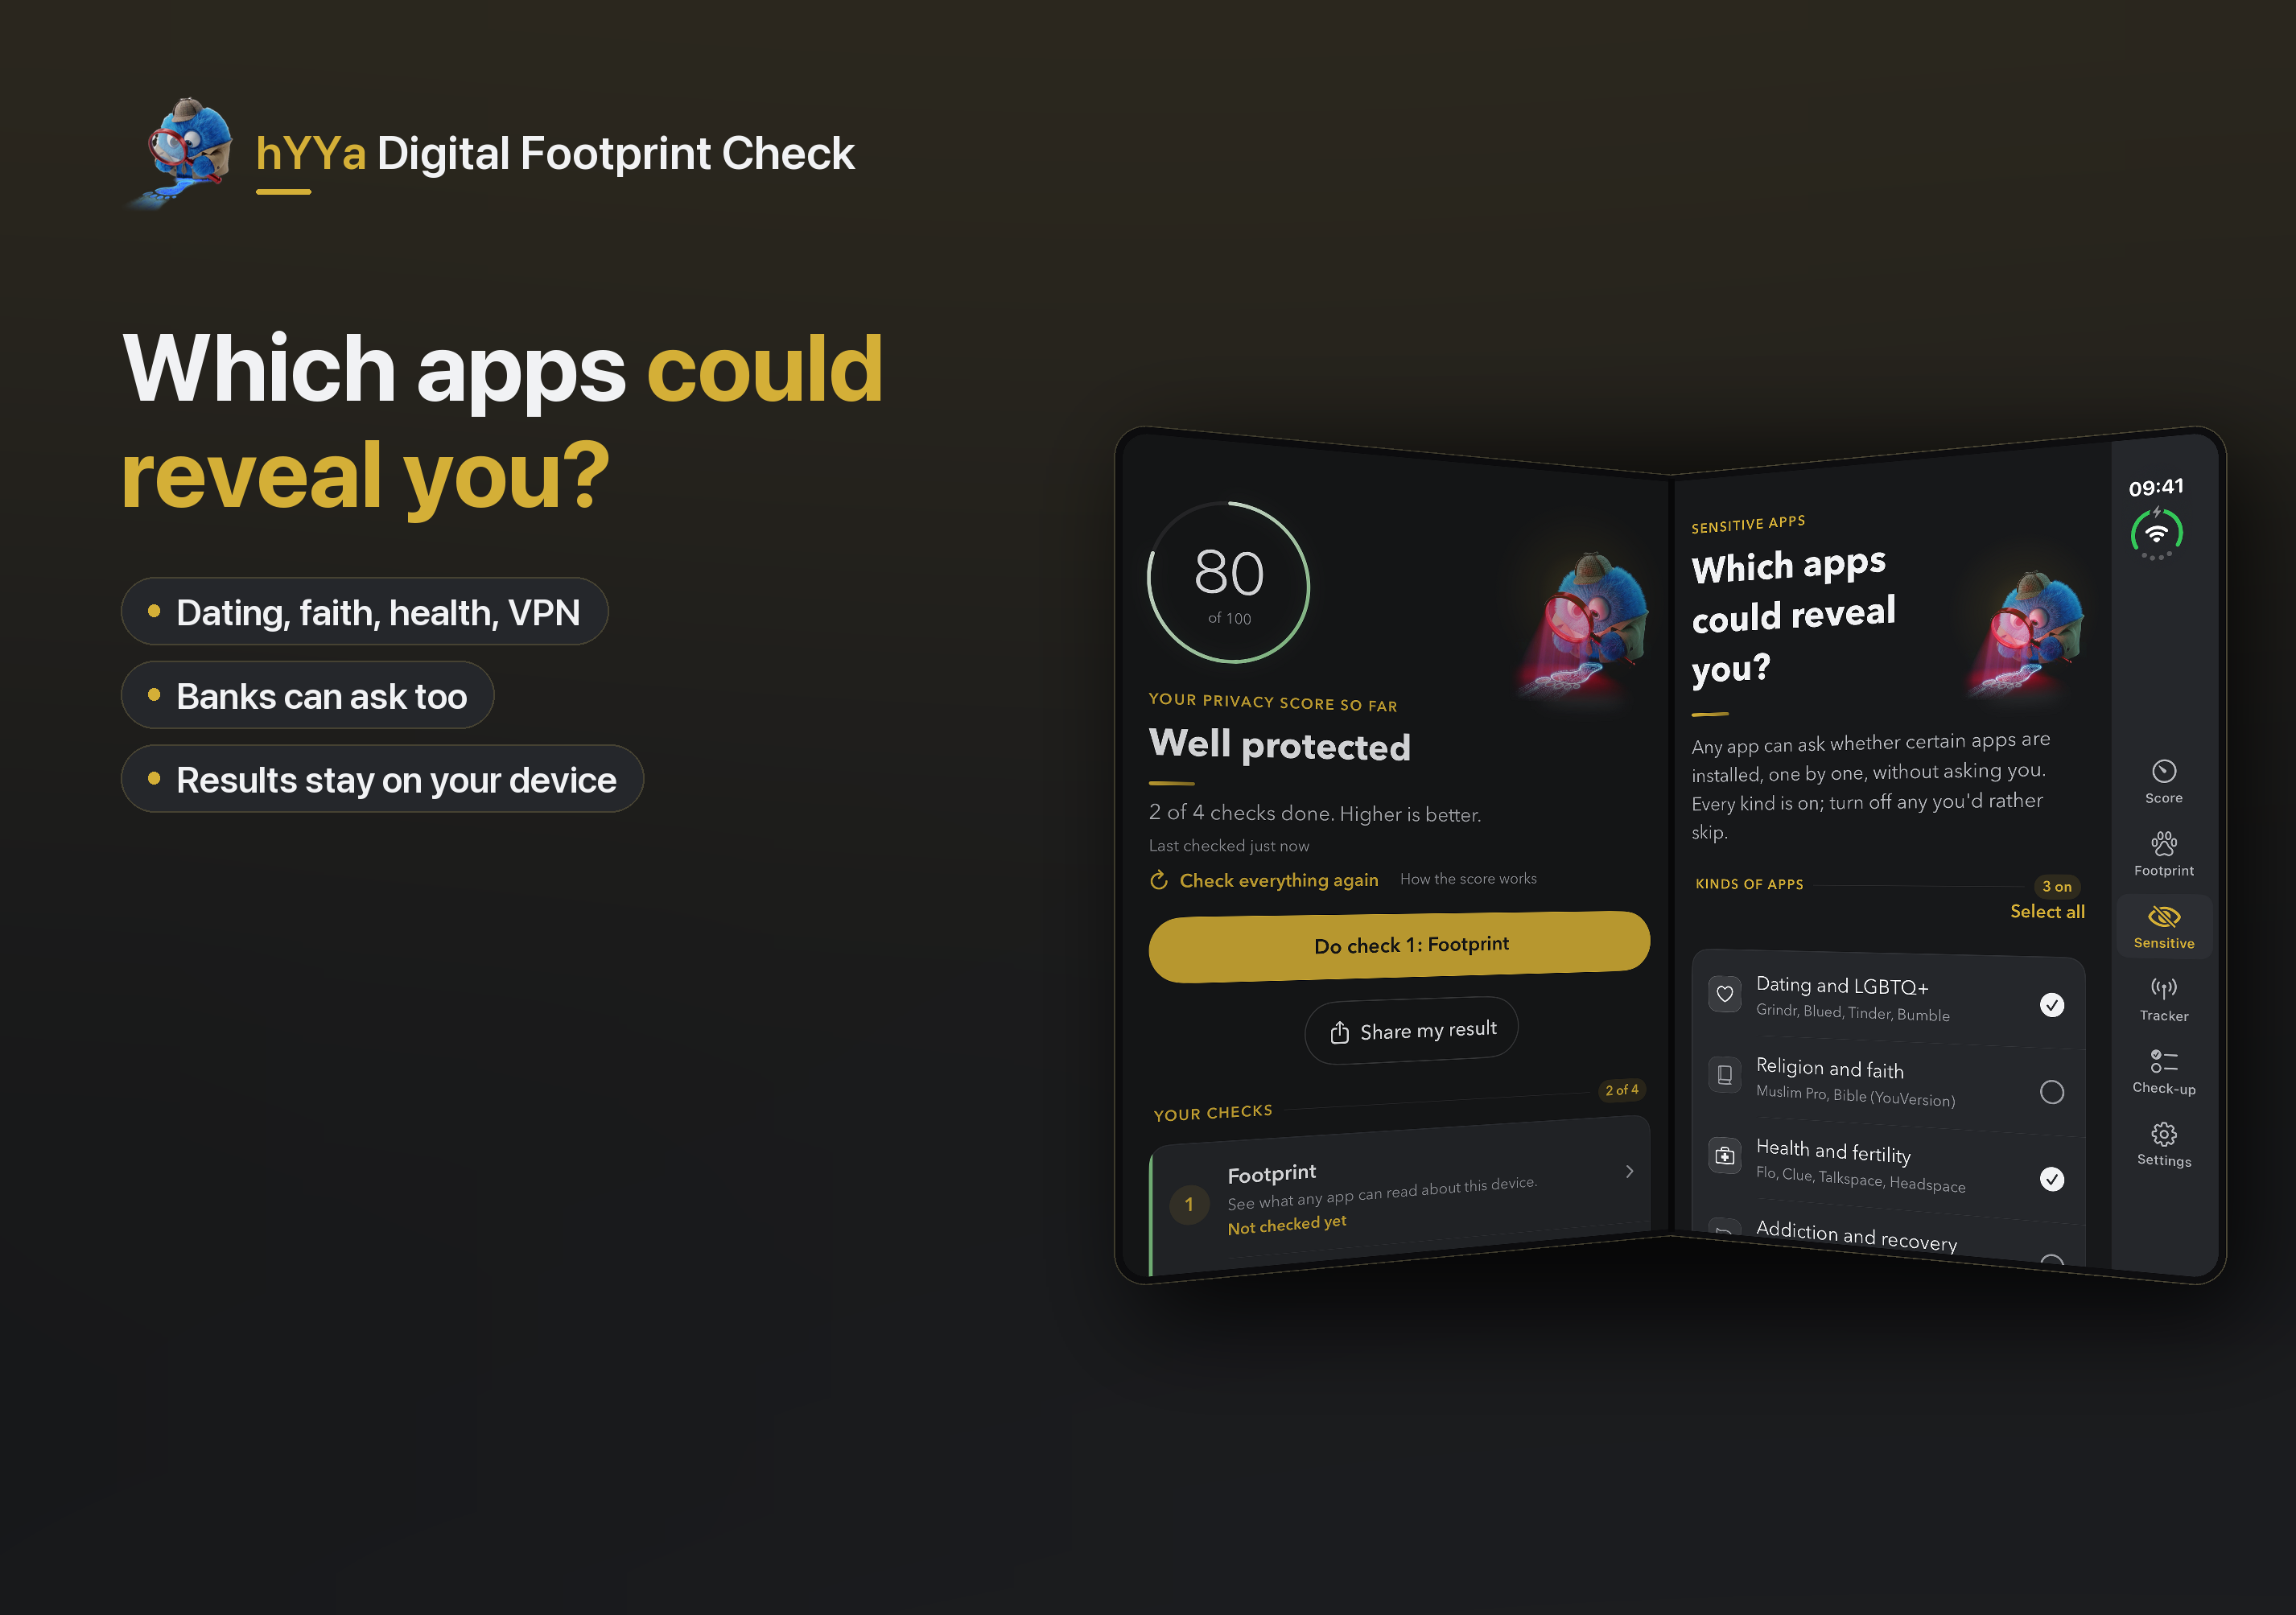 hYYa Digital Footprint Check
Which apps could
reveal you?
Dating, faith, health, VPN
Banks can ask too
Results stay on your device
80
of 100
YOUR PRIVACY SCORE SO FAR
Well protected
2 of 4 checks done. Higher is better.
Last checked just now
Check everything again
How the score works
Do check 1: Footprint
Share my result
YOUR CHECKS
2 of 4
1
Footprint
See what any app can read about this device.
Not checked yet
SENSITIVE APPS
Which apps
could reveal
you?
Any app can ask whether certain apps are
installed, one by one, without asking you.
Every kind is on; turn off any you'd rather
skip.
KINDS OF APPS
3 on
Select all
Dating and LGBTQ+
Grindr, Blued, Tinder, Bumble
Religion and faith
Muslim Pro, Bible (YouVersion)
Health and fertility
Flo, Clue, Talkspace, Headspace
Addiction and recovery
09:41
Score
Footprint
Sensitive
Tracker
Check-up
Settings